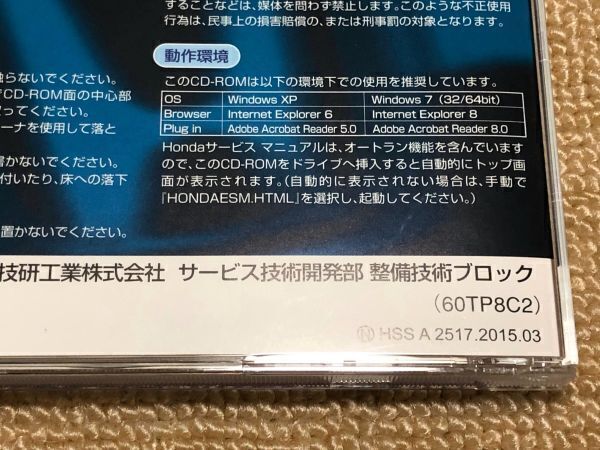 することなどは、媒体を問わず禁止します。このような不正使用
行為は、民事上の損害賠償の、または刑事罰の対象となります。
動作環境
触らないでください。
CD-ROM面の中心部
ってください。
ーナを使用して落と
書かないでください。
付いたり、床への落下
置かないでください。
このCD-ROMは以下の環境下での使用を推奨しています。
OS Windows XP Windows 7 (32/64bit)
Browser Internet Explorer 6 Internet Explorer 8
Plug in Adobe Acrobat Reader 5.0 Adobe Acrobat Reader 8.0
Hondaサービス マニュアルは、オートラン機能を含んでいます
ので、このCD-ROMをドライブへ挿入すると自動的にトップ画
面が表示されます。(自動的に表示されない場合は、手動で
『HONDAESM.HTML』を選択し、起動してください。)
技研工業株式会社 サービス技術開発部 整備技術ブロック
(60TP8C2)
Ⓝ HSS A 2517.2015.03